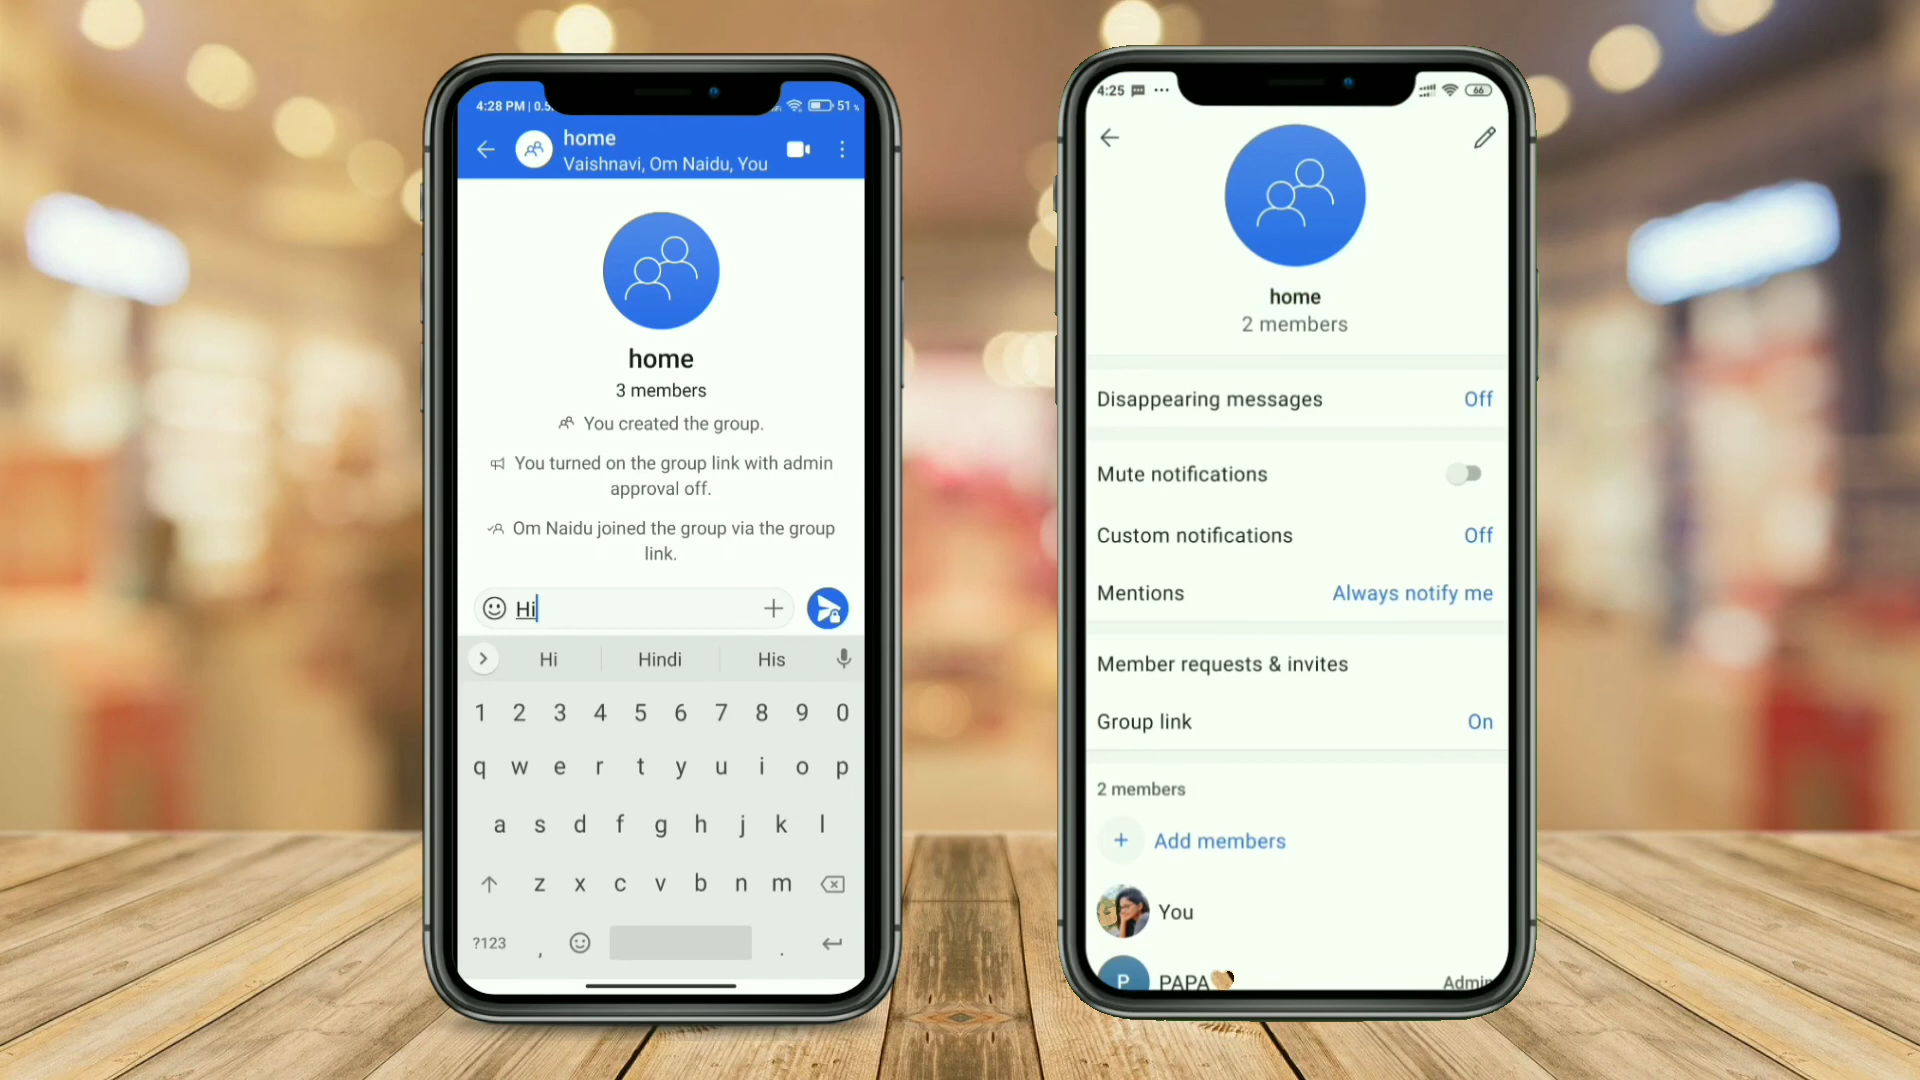 4:28 PM | 0.5
51 %
home
Vaishnavi, Om Naidu, You
home
3 members
You created the group.
You turned on the group link with admin
approval off.
Om Naidu joined the group via the group
link.
Hi
Hi Hindi His
1 2 3 4 5 6 7 8 9 0
q w e r t y u i o p
a s d f g h j k l
z x c v b n m
?123 , .
4:25
66
home
2 members
Disappearing messages Off
Mute notifications
Custom notifications Off
Mentions Always notify me
Member requests & invites
Group link On
2 members
+ Add members
You
P PAPA Admin